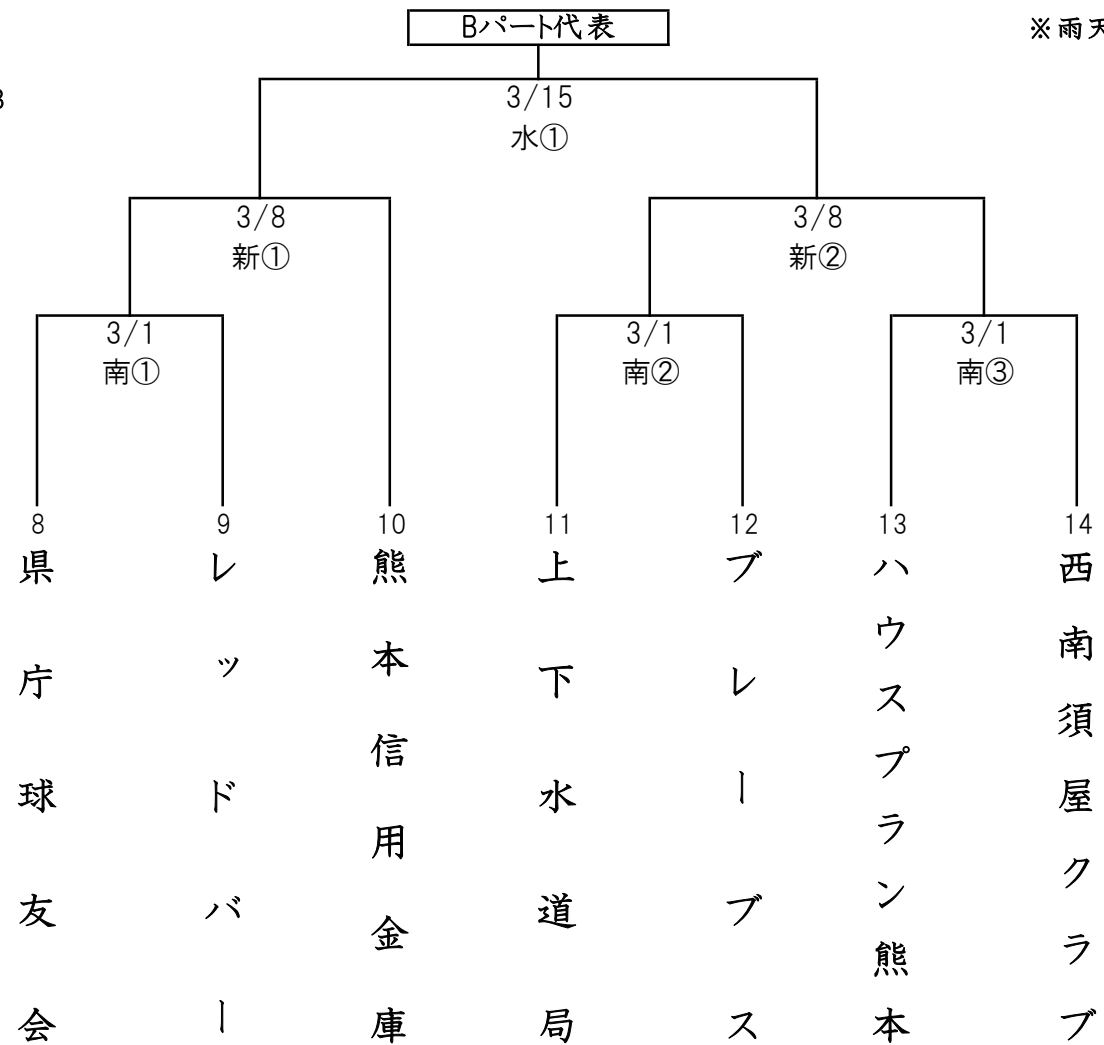 Bパート代表
※雨天
3
3/15
水①
3/8
新①
3/8
新②
3/1
南①
3/1
南②
3/1
南③
8
9
10
11
12
13
14
県庁球友会
レッドバー
熊本信用金庫
上下水道局
ブレーブス
ハウスプラン熊本
西南須屋クラブ